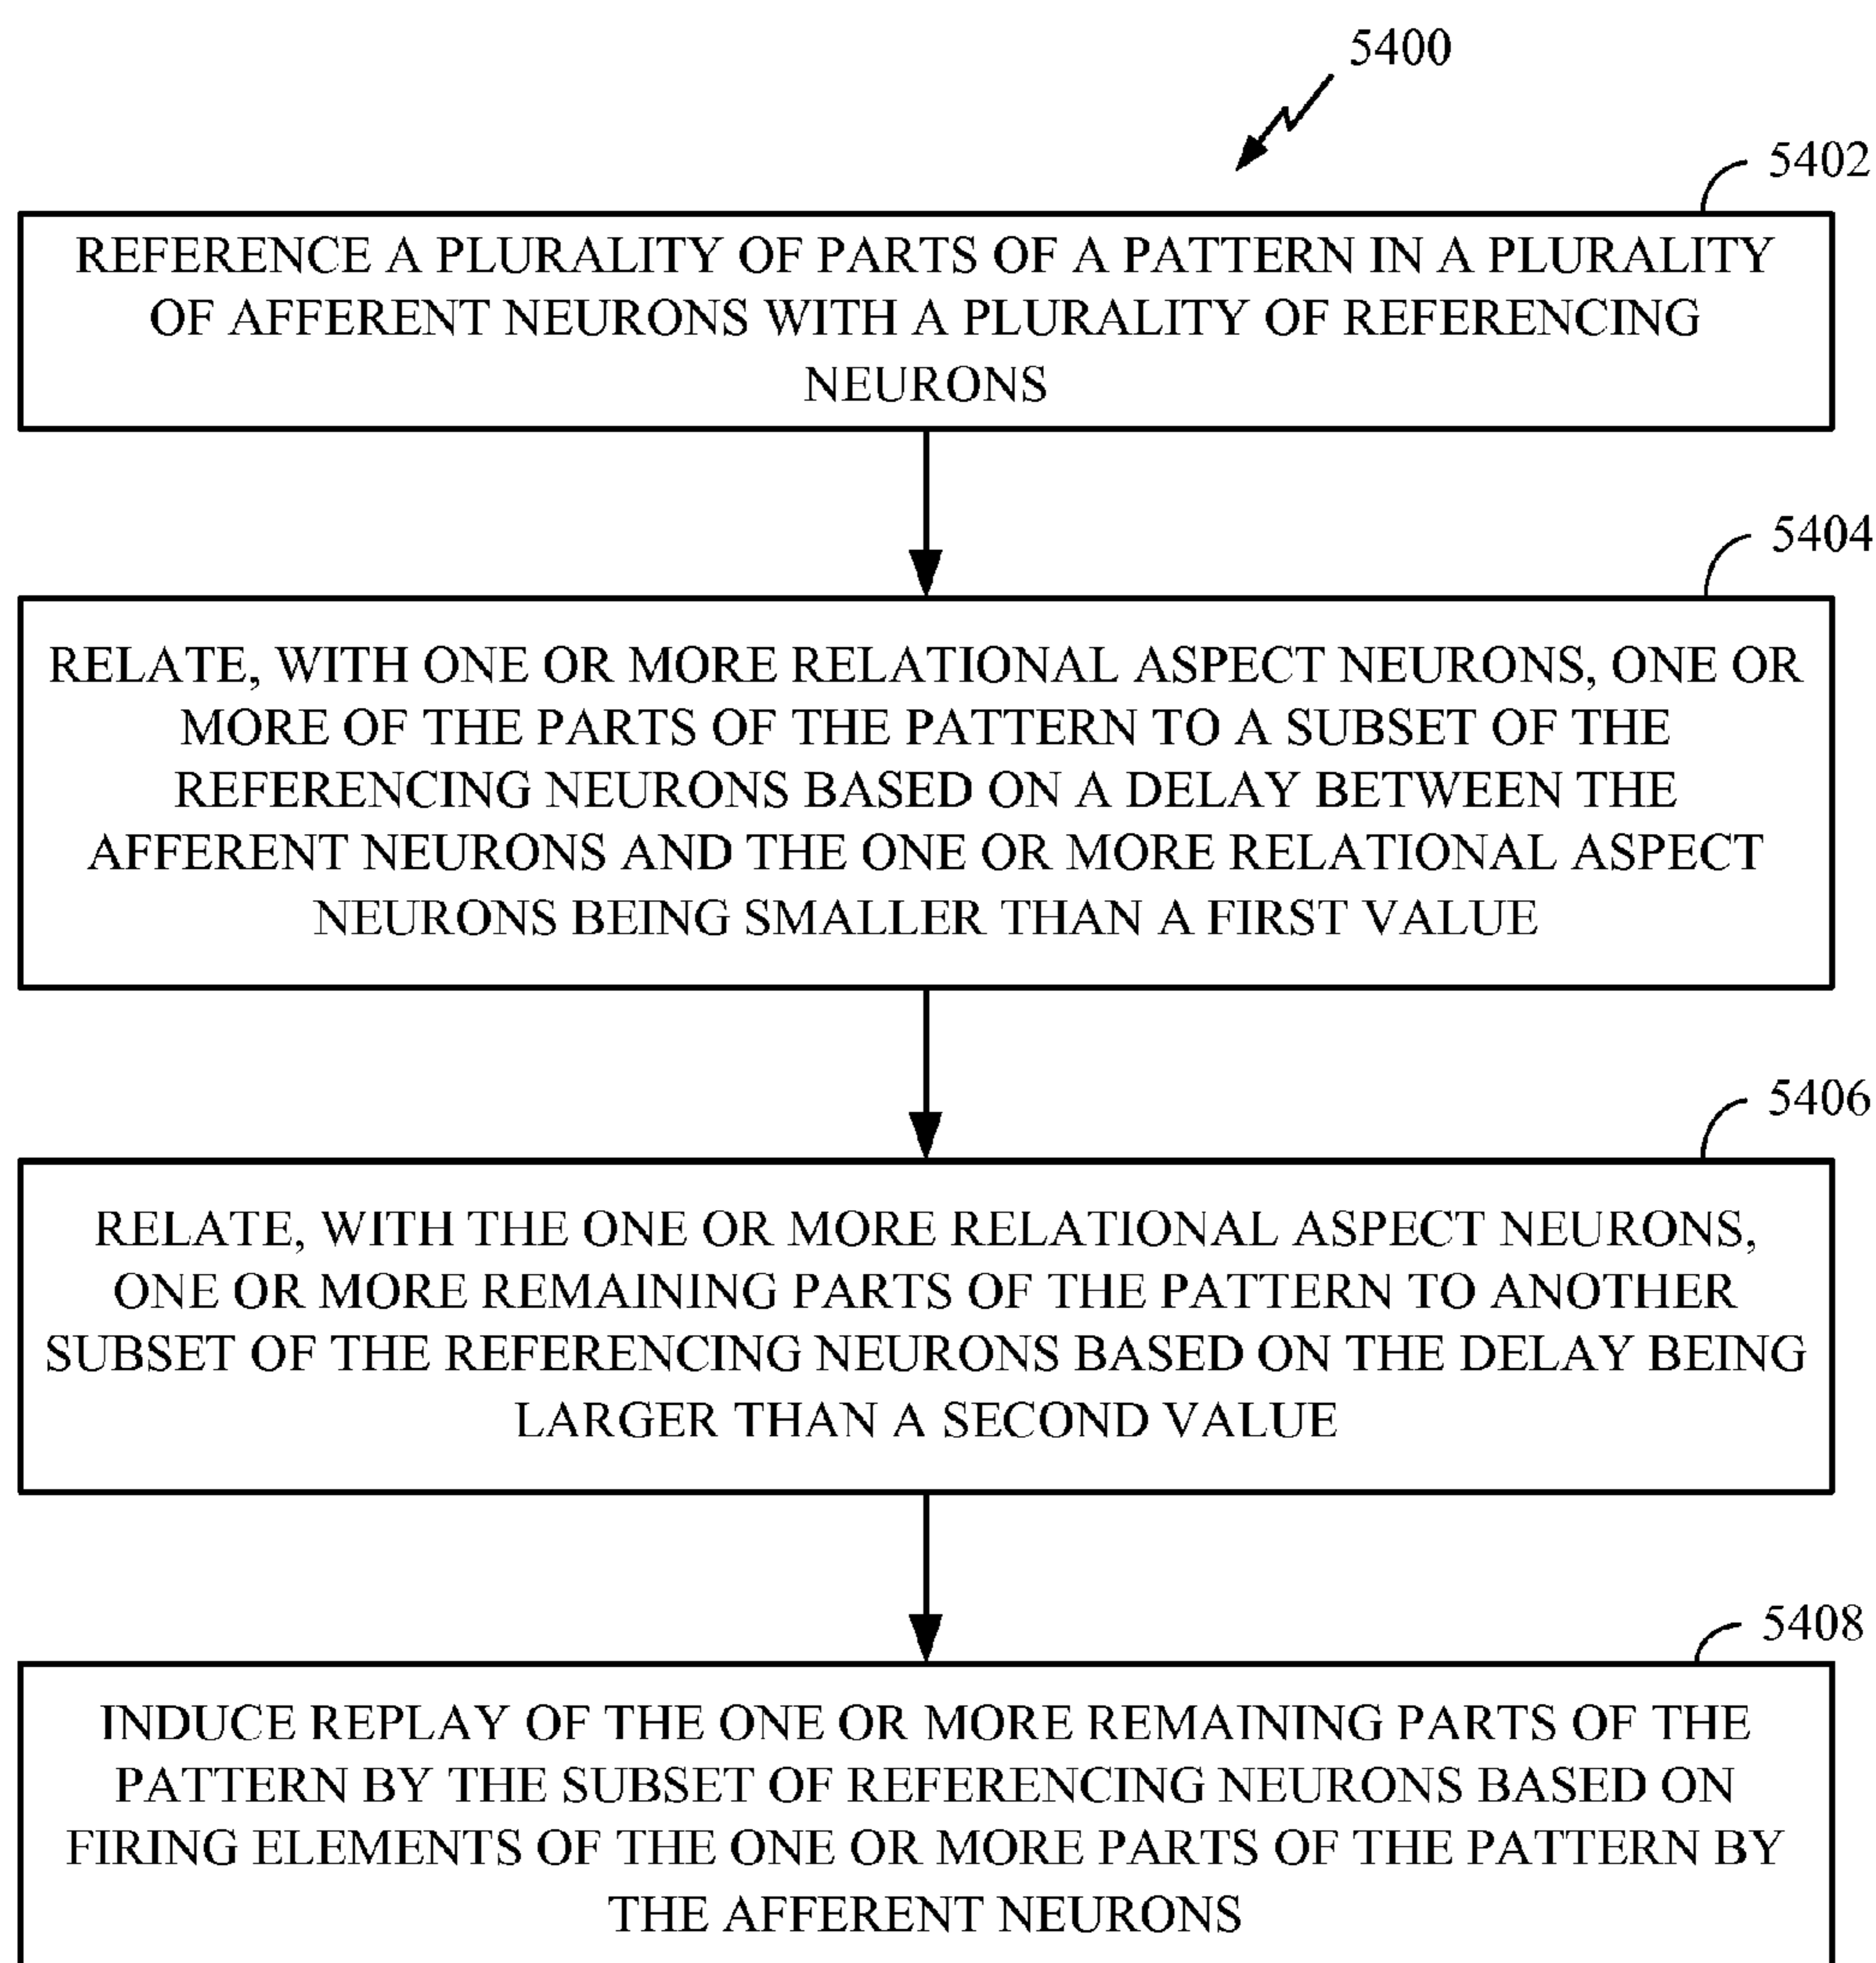 5400
5402
REFERENCE A PLURALITY OF PARTS OF A PATTERN IN A PLURALITY
OF AFFERENT NEURONS WITH A PLURALITY OF REFERENCING
NEURONS
5404
RELATE, WITH ONE OR MORE RELATIONAL ASPECT NEURONS, ONE OR
MORE OF THE PARTS OF THE PATTERN TO A SUBSET OF THE
REFERENCING NEURONS BASED ON A DELAY BETWEEN THE
AFFERENT NEURONS AND THE ONE OR MORE RELATIONAL ASPECT
NEURONS BEING SMALLER THAN A FIRST VALUE
5406
RELATE, WITH THE ONE OR MORE RELATIONAL ASPECT NEURONS,
ONE OR MORE REMAINING PARTS OF THE PATTERN TO ANOTHER
SUBSET OF THE REFERENCING NEURONS BASED ON THE DELAY BEING
LARGER THAN A SECOND VALUE
5408
INDUCE REPLAY OF THE ONE OR MORE REMAINING PARTS OF THE
PATTERN BY THE SUBSET OF REFERENCING NEURONS BASED ON
FIRING ELEMENTS OF THE ONE OR MORE PARTS OF THE PATTERN BY
THE AFFERENT NEURONS